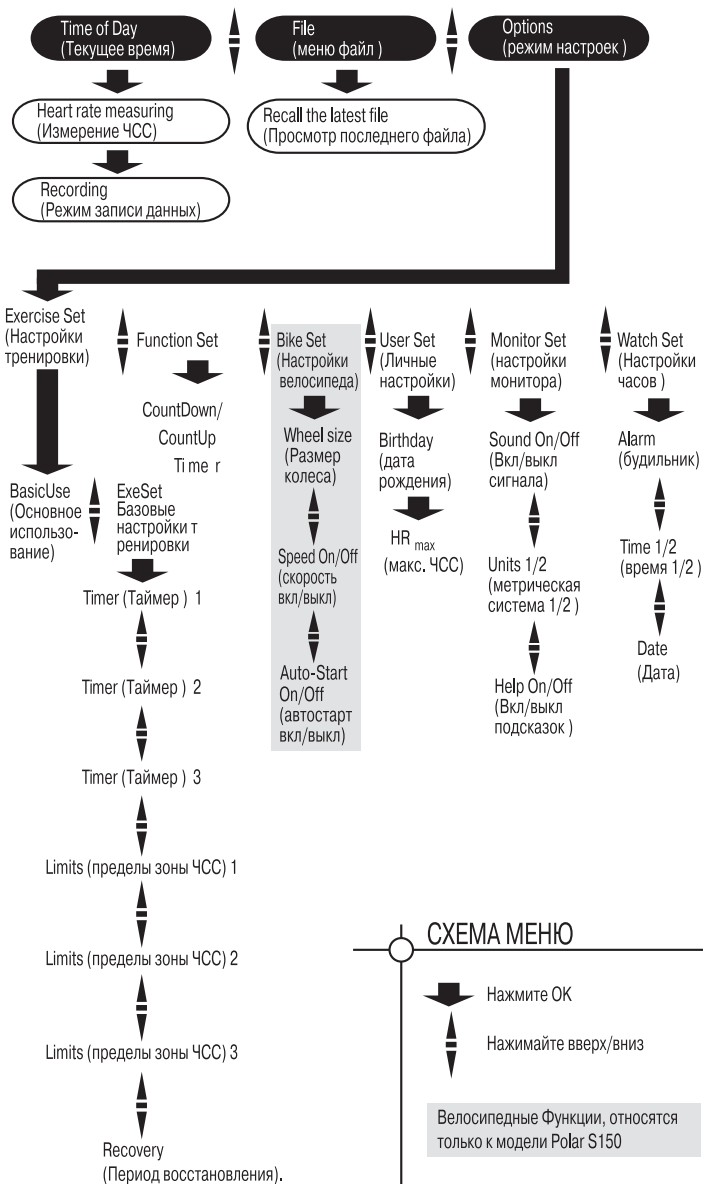 Time of Day
(Текущее время)
File
(меню файл )
Options
(режим настроек )
Heart rate measuring
(Измерение ЧСС)
Recall the latest file
(Просмотр последнего файла)
Recording
(Режим записи данных)
Exercise Set
(Настройки
тренировки)
Function Set
Bike Set
(Настройки
велосипеда)
User Set
(Личные
настройки)
Monitor Set
(настройки
монитора)
Watch Set
(Настройки
часов )
CountDown/
CountUp
Ti me r
Wheel size
(Размер
колеса)
Birthday
(дата
рождения)
Sound On/Off
(Вкл/выкл
сигнала)
Alarm
(будильник)
BasicUse
(Основное
использо-
вание)
ExeSet
Базовые
настройки т
ренировки
Speed On/Off
(скорость
вкл/выкл)
HR max
(макс. ЧСС)
Units 1/2
(метрическая
система 1/2 )
Time 1/2
(время 1/2 )
Timer (Таймер ) 1
Auto-Start
On/Off
(автостарт
вкл/выкл)
Help On/Off
(Вкл/выкл
подсказок )
Date
(Дата)
Timer (Таймер ) 2
Timer (Таймер ) 3
Limits (пределы зоны ЧСС) 1
Limits (пределы зоны ЧСС) 2
Limits (пределы зоны ЧСС) 3
Recovery
(Период восстановления).
СХЕМА МЕНЮ
Нажмите OK
Нажимайте вверх/вниз
Велосипедные Функции, относятся
только к модели Polar S150